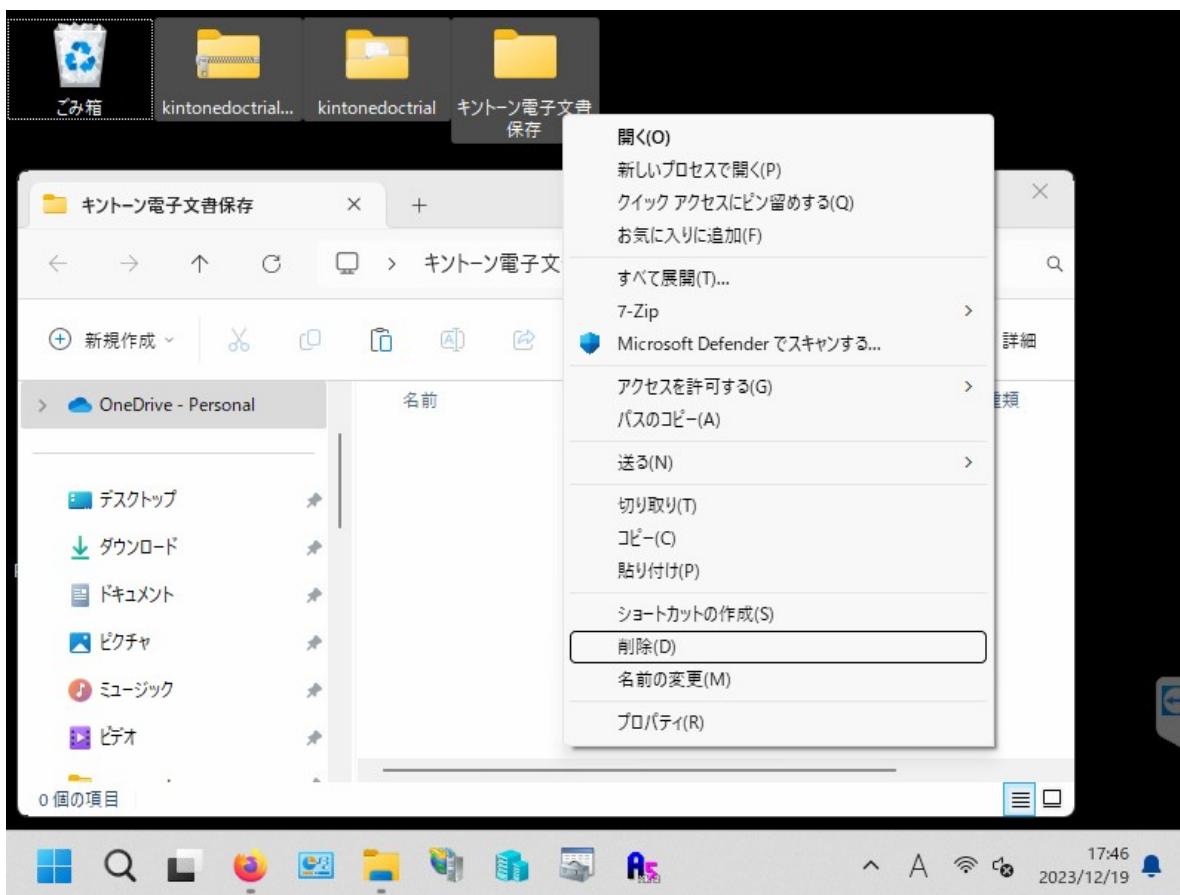 ごみ箱
kintonedoctrial...
kintonedoctrial
キントーン電子文書
保存
開く(O)
新しいプロセスで開く(P)
クイック アクセスにピン留めする(Q)
お気に入りに追加(F)
すべて展開(T)...
7-Zip
Microsoft Defender でスキャンする...
アクセスを許可する(G)
パスのコピー(A)
送る(N)
切り取り(T)
コピー(C)
貼り付け(P)
ショートカットの作成(S)
削除(D)
名前の変更(M)
プロパティ(R)
キントーン電子文書保存
キントーン電子文
新規作成
詳細
OneDrive - Personal
名前
種類
デスクトップ
ダウンロード
ドキュメント
ピクチャ
ミュージック
ビデオ
0 個の項目
A
17:46
2023/12/19